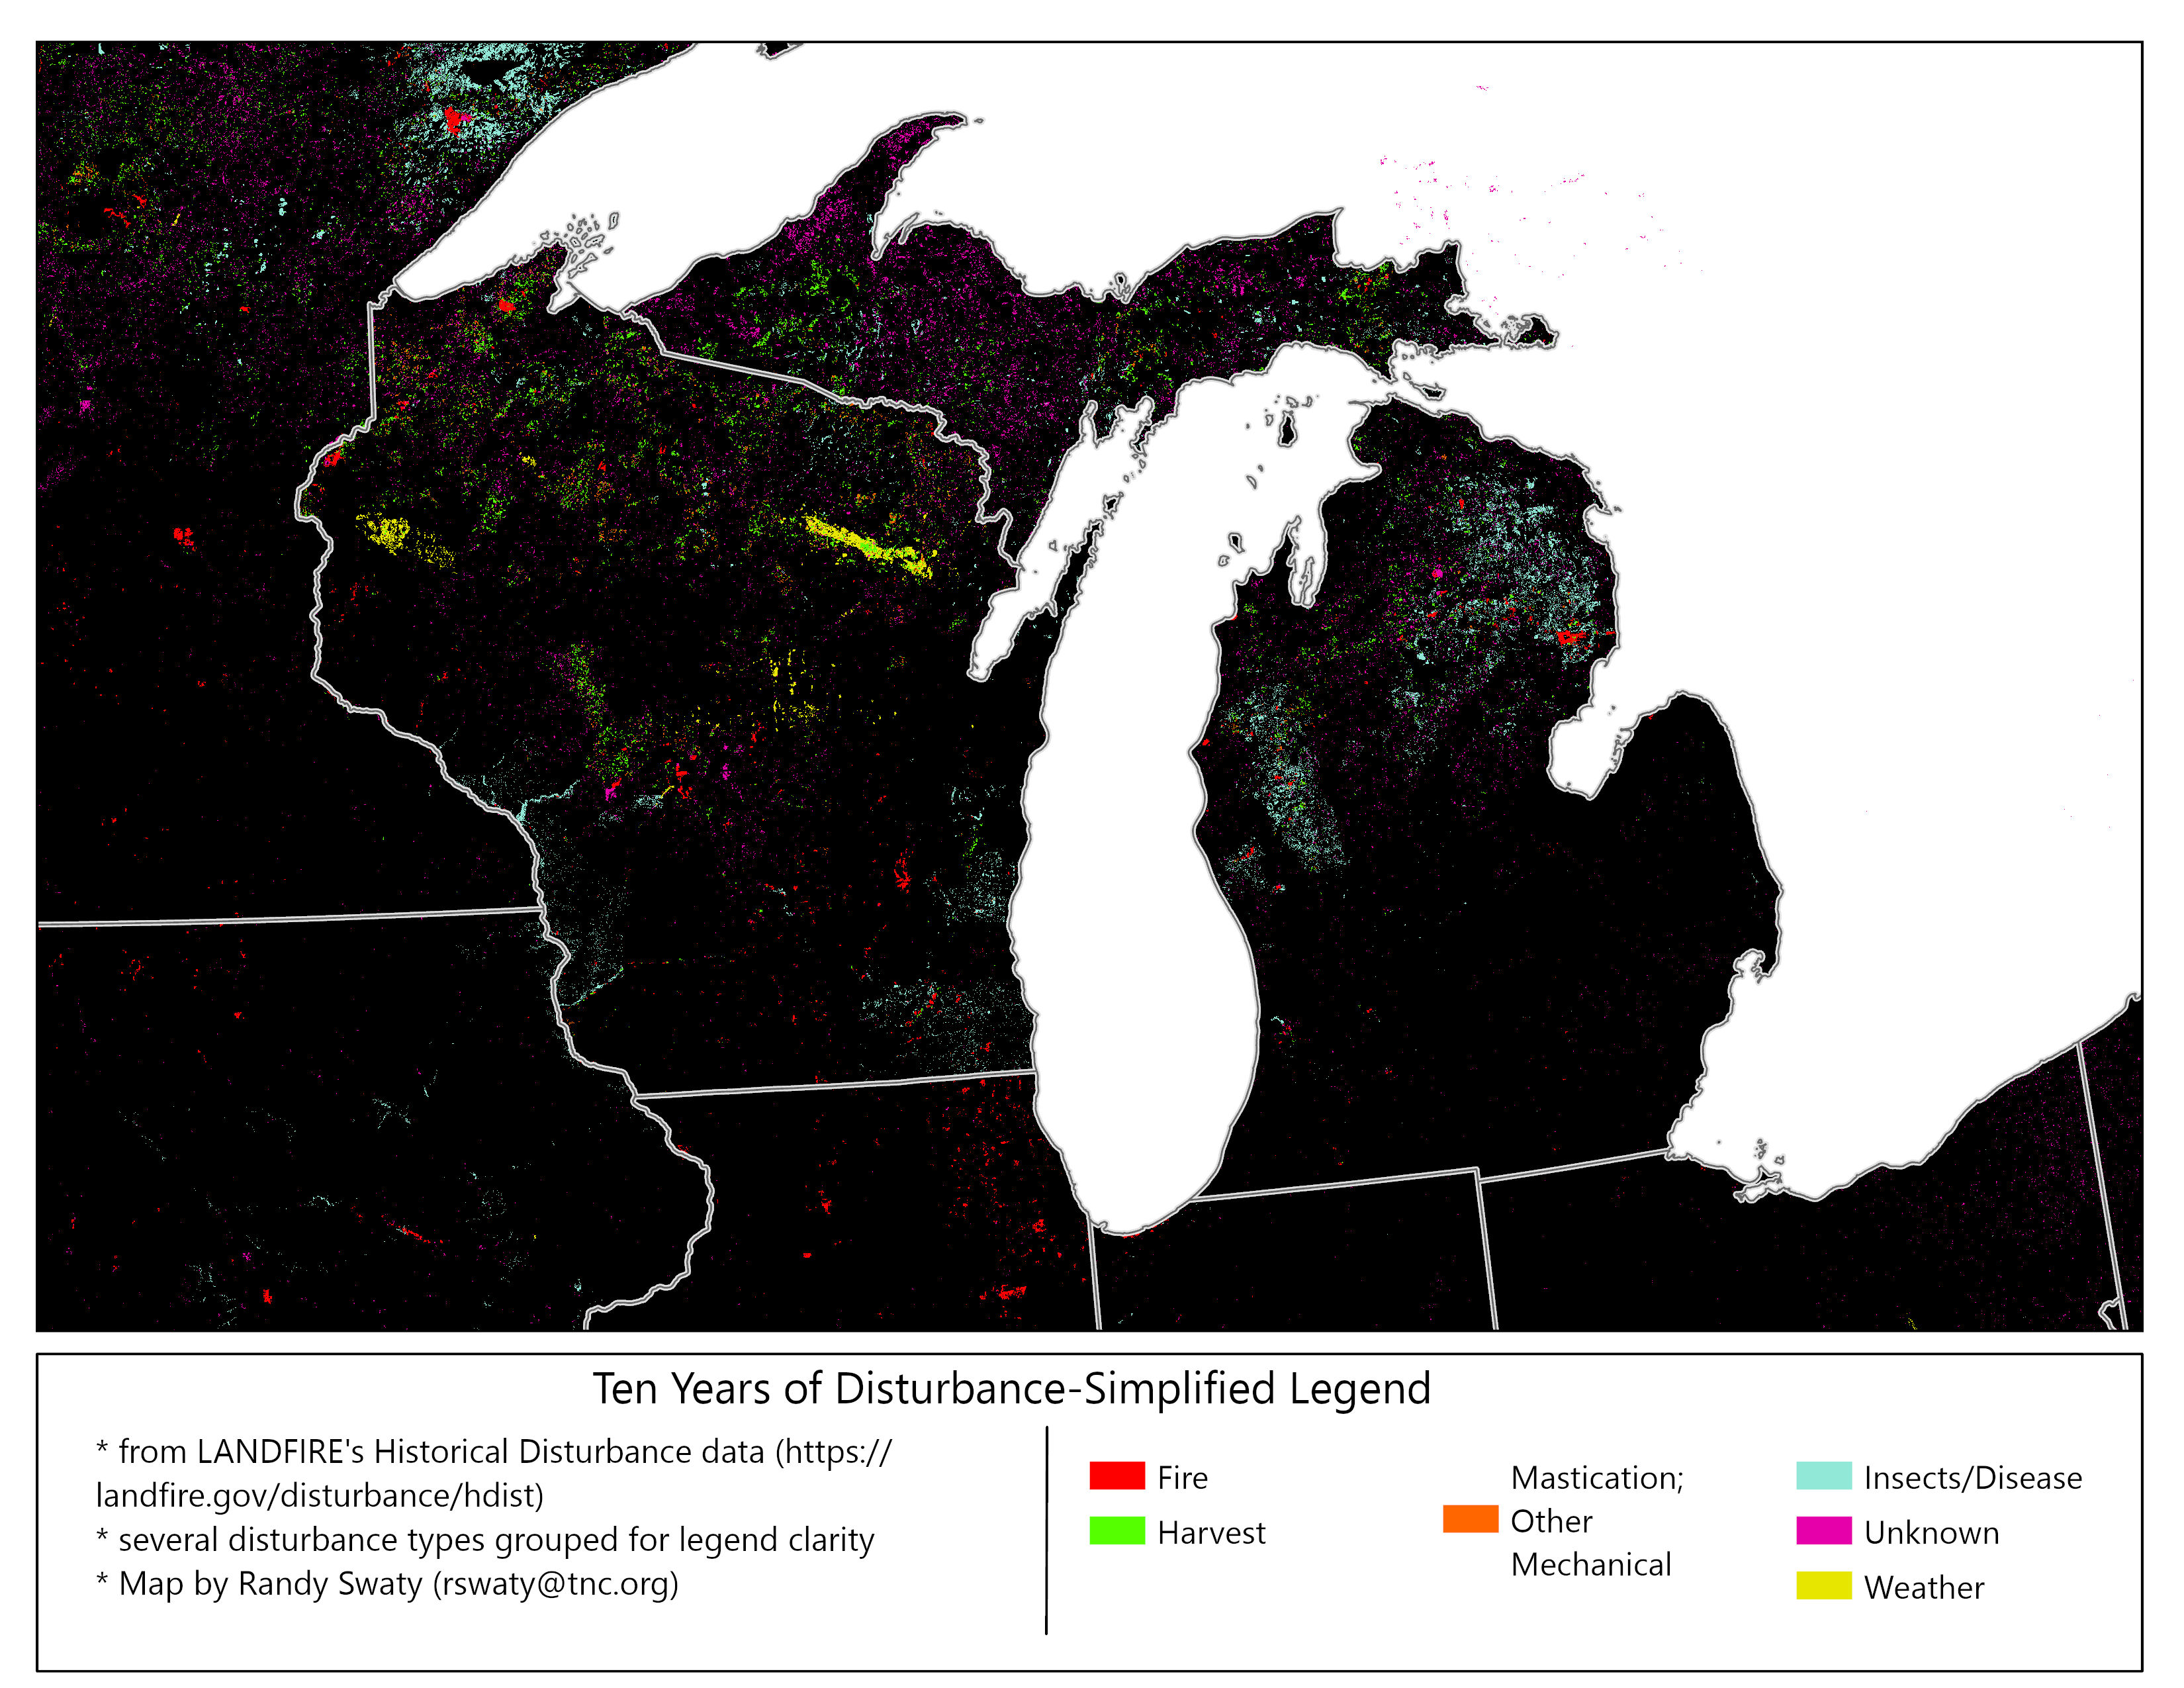 Ten Years of Disturbance-Simplified Legend
* from LANDFIRE's Historical Disturbance data (https://
landfire.gov/disturbance/hdist)
* several disturbance types grouped for legend clarity
* Map by Randy Swaty (rswaty@tnc.org)
Fire
Harvest
Mastication;
Other
Mechanical
Insects/Disease
Unknown
Weather